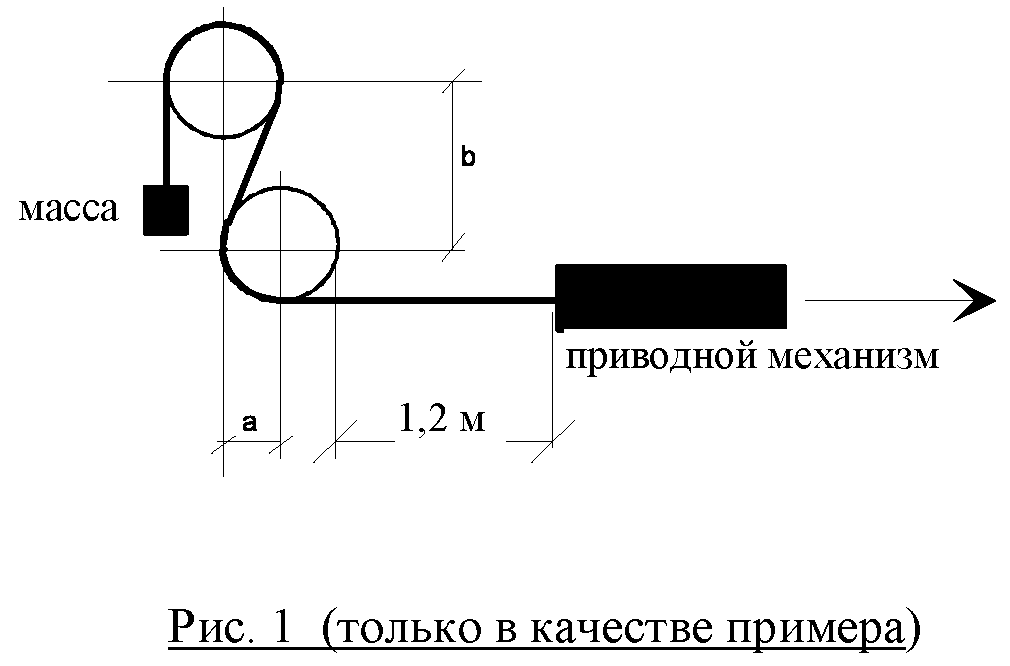 b
масса
приводной механизм
a
1,2 м
Рис. 1 (только в качестве примера)